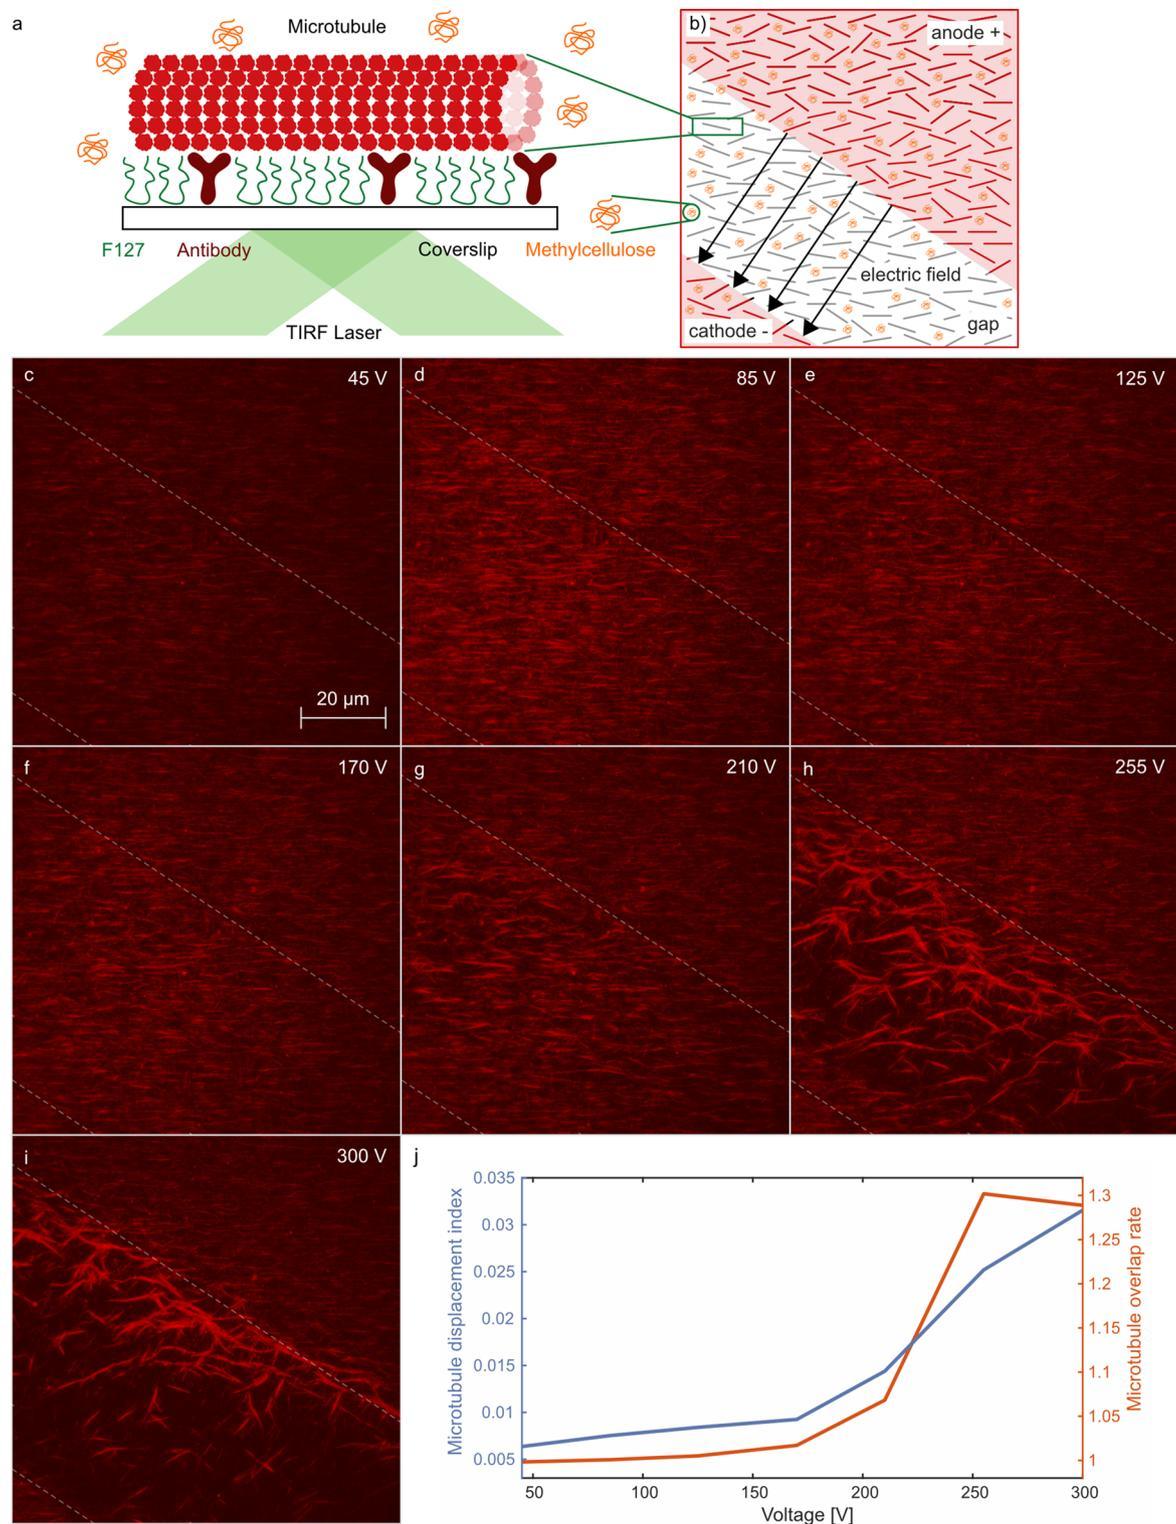 a
Microtubule
F127
Antibody
Coverslip
Methylcellulose
TIRF Laser
b)
anode +
electric field
cathode -
gap
c
45 V
20 µm
d
85 V
e
125 V
f
170 V
g
210 V
h
255 V
i
300 V
j
Microtubule displacement index
0.035
0.03
0.025
0.02
0.015
0.01
0.005
1.3
1.25
1.2
1.15
1.1
1.05
1
Microtubule overlap rate
50 100 150 200 250 300
Voltage [V]